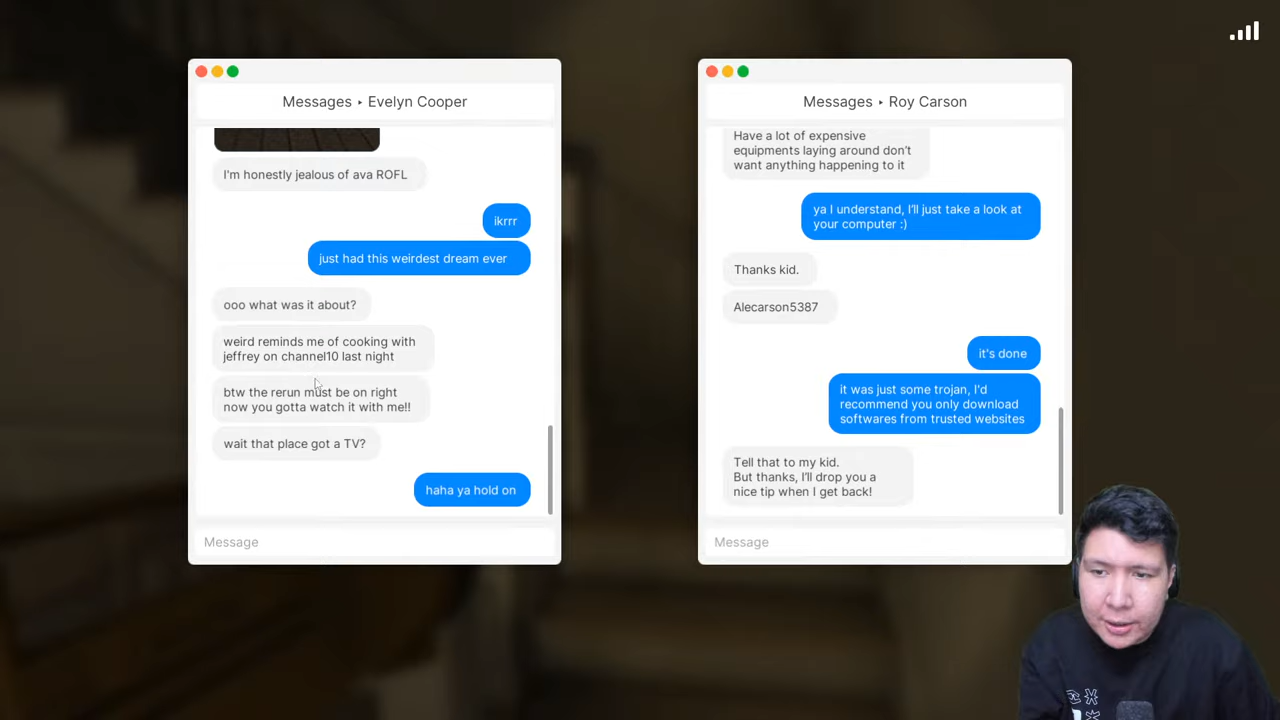 Messages ▸ Evelyn Cooper
I'm honestly jealous of ava ROFL
ikrrr
just had this weirdest dream ever
ooo what was it about?
weird reminds me of cooking with
jeffrey on channel10 last night
btw the rerun must be on right
now you gotta watch it with me!!
wait that place got a TV?
haha ya hold on
Message
Messages ▸ Roy Carson
Have a lot of expensive
equipments laying around don't
want anything happening to it
ya I understand, I'll just take a look at
your computer :)
Thanks kid.
Alecarson5387
it's done
it was just some trojan, I'd
recommend you only download
softwares from trusted websites
Tell that to my kid.
But thanks, I'll drop you a
nice tip when I get back!
Message